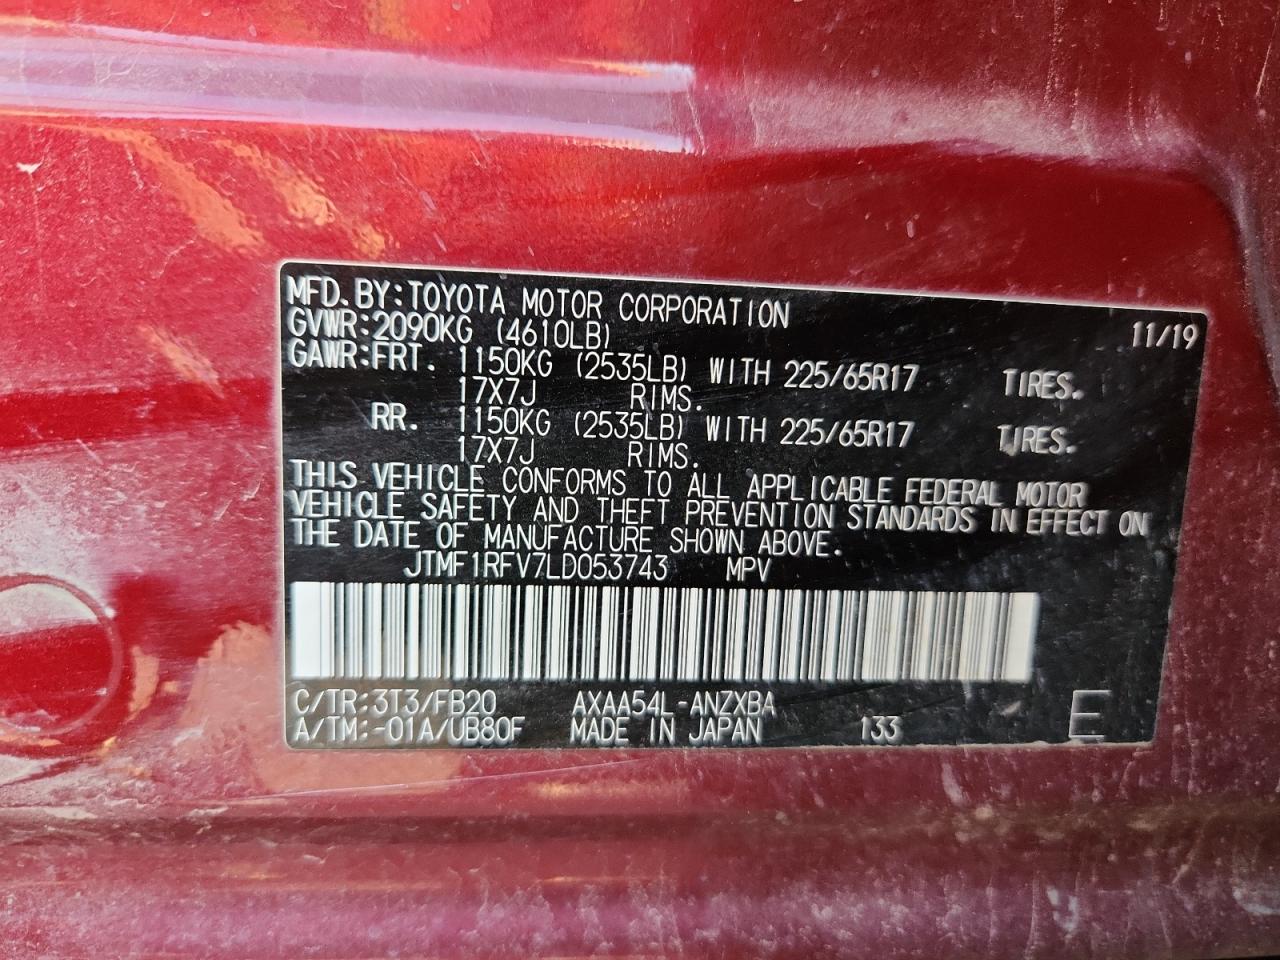 MFD. BY: TOYOTA MOTOR CORPORATION 11/19
GVWR: 2090KG (4610LB)
GAWR: FRT. 1150KG (2535LB) WITH 225/65R17 TIRES.
17X7J RIMS.
RR. 1150KG (2535LB) WITH 225/65R17 TIRES.
17X7J RIMS.
THIS VEHICLE CONFORMS TO ALL APPLICABLE FEDERAL MOTOR
VEHICLE SAFETY AND THEFT PREVENTION STANDARDS IN EFFECT ON
THE DATE OF MANUFACTURE SHOWN ABOVE.
JTMF1RFV7LD053743 MPV
C/TR: 3T3/FB20 AXAA54L-ANZXBA
A/TM: -01A/UB80F MADE IN JAPAN 133 E